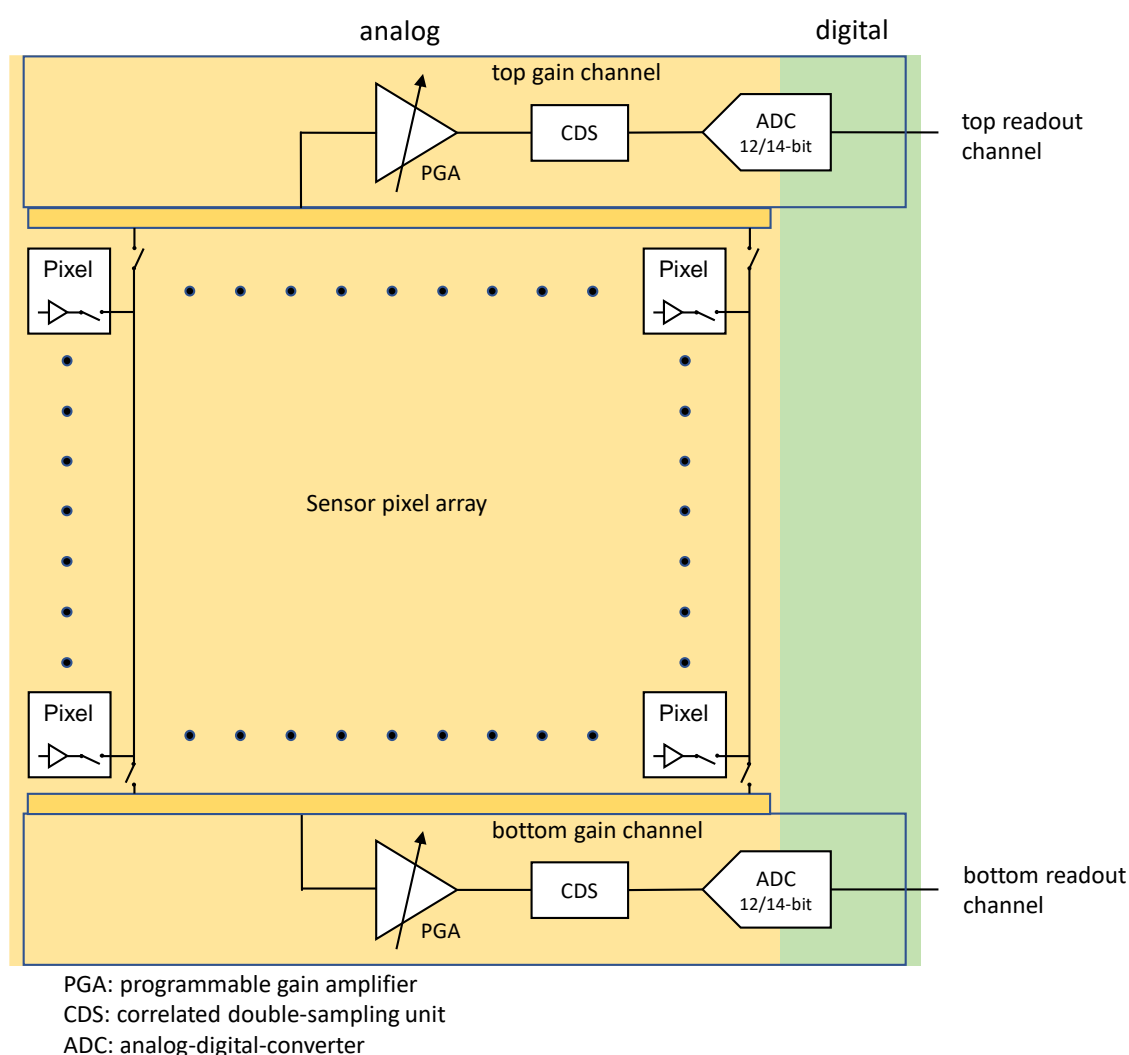 analog
digital
top gain channel
PGA
CDS
ADC
12/14-bit
top readout
channel
Pixel
Pixel
Sensor pixel array
Pixel
Pixel
bottom gain channel
PGA
CDS
ADC
12/14-bit
bottom readout
channel
PGA: programmable gain amplifier
CDS: correlated double-sampling unit
ADC: analog-digital-converter